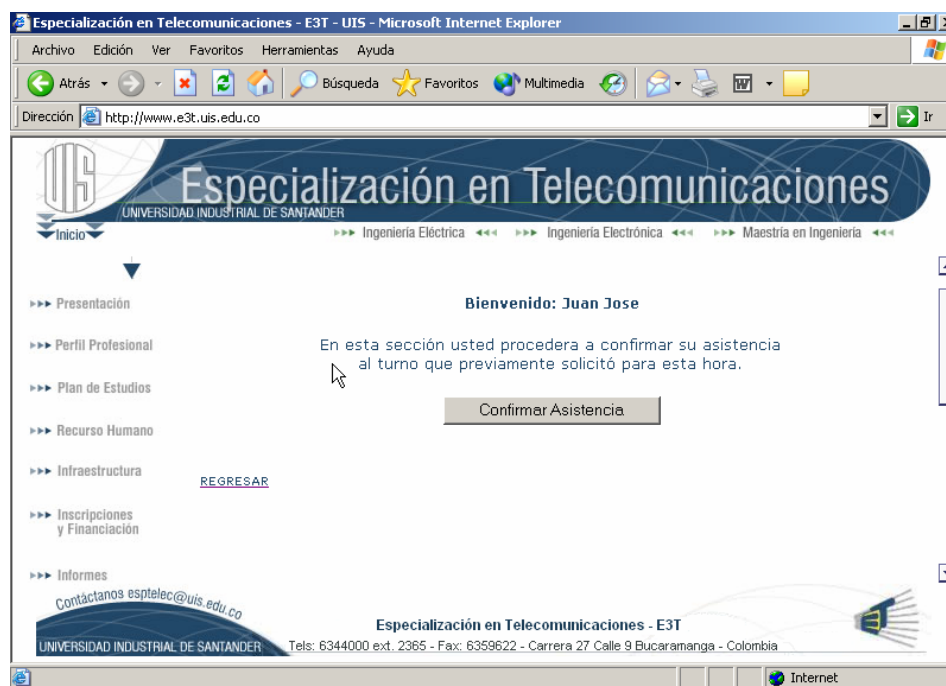 Especialización en Telecomunicaciones - E3T - UIS - Microsoft Internet Explorer
Archivo Edición Ver Favoritos Herramientas Ayuda
Atrás Búsqueda Favoritos Multimedia
Dirección http://www.e3t.uis.edu.co Ir
UIS
Especialización en Telecomunicaciones
UNIVERSIDAD INDUSTRIAL DE SANTANDER
Inicio
Ingeniería Eléctrica Ingeniería Electrónica Maestría en Ingeniería
Presentación
Bienvenido: Juan Jose
Perfil Profesional
En esta sección usted procedera a confirmar su asistencia
al turno que previamente solicitó para esta hora.
Plan de Estudios
Confirmar Asistencia
Recurso Humano
Infraestructura
REGRESAR
Inscripciones
y Financiación
Informes
Contáctanos esptelec@uis.edu.co
Especialización en Telecomunicaciones - E3T
UNIVERSIDAD INDUSTRIAL DE SANTANDER
Tels: 6344000 ext. 2365 - Fax: 6359622 - Carrera 27 Calle 9 Bucaramanga - Colombia
Internet